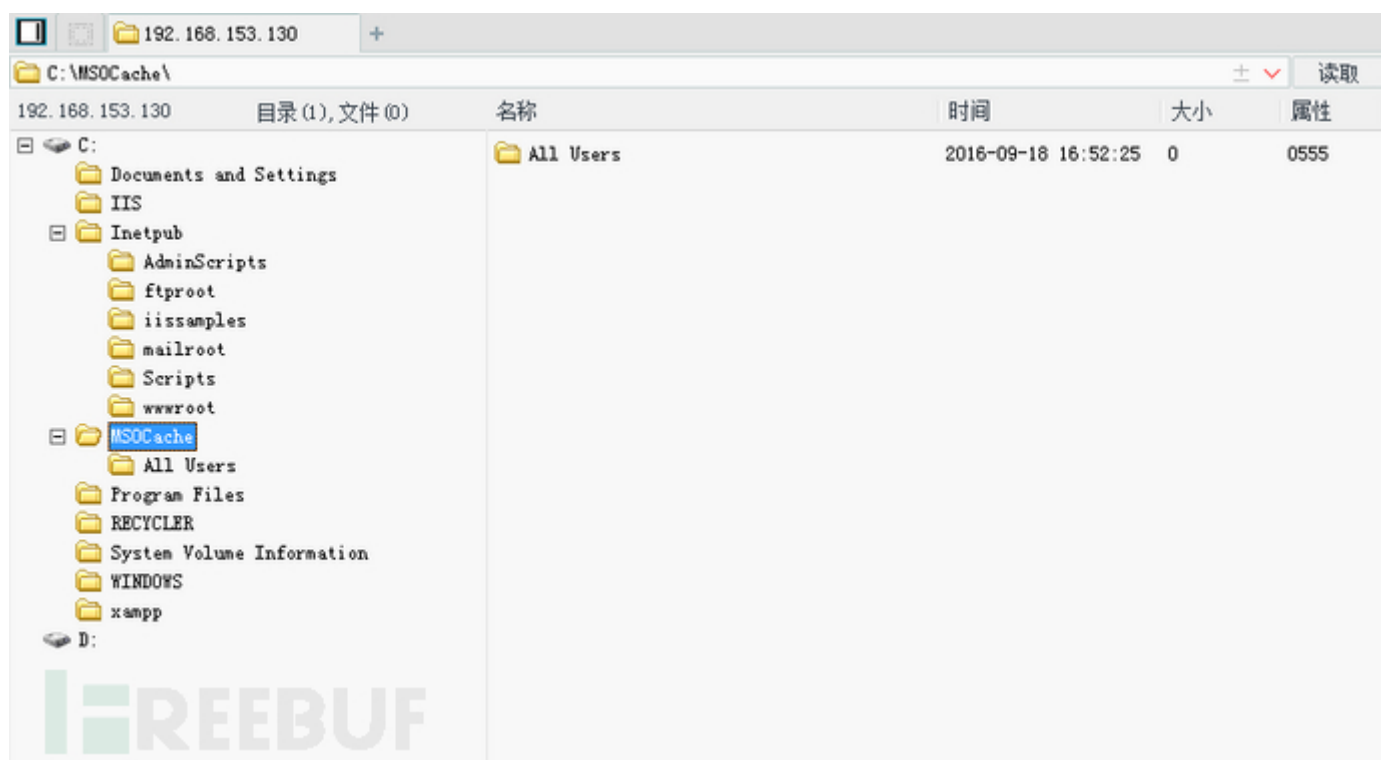 192.168.153.130 +
C:\MSOCache\ ± 读取
192.168.153.130 目录(1),文件(0) 名称 时间 大小 属性
C:
All Users 2016-09-18 16:52:25 0 0555
Documents and Settings
IIS
Inetpub
AdminScripts
ftproot
iissamples
mailroot
Scripts
wwwroot
MSOCache
All Users
Program Files
RECYCLER
System Volume Information
WINDOWS
xampp
D:
FREEBUF